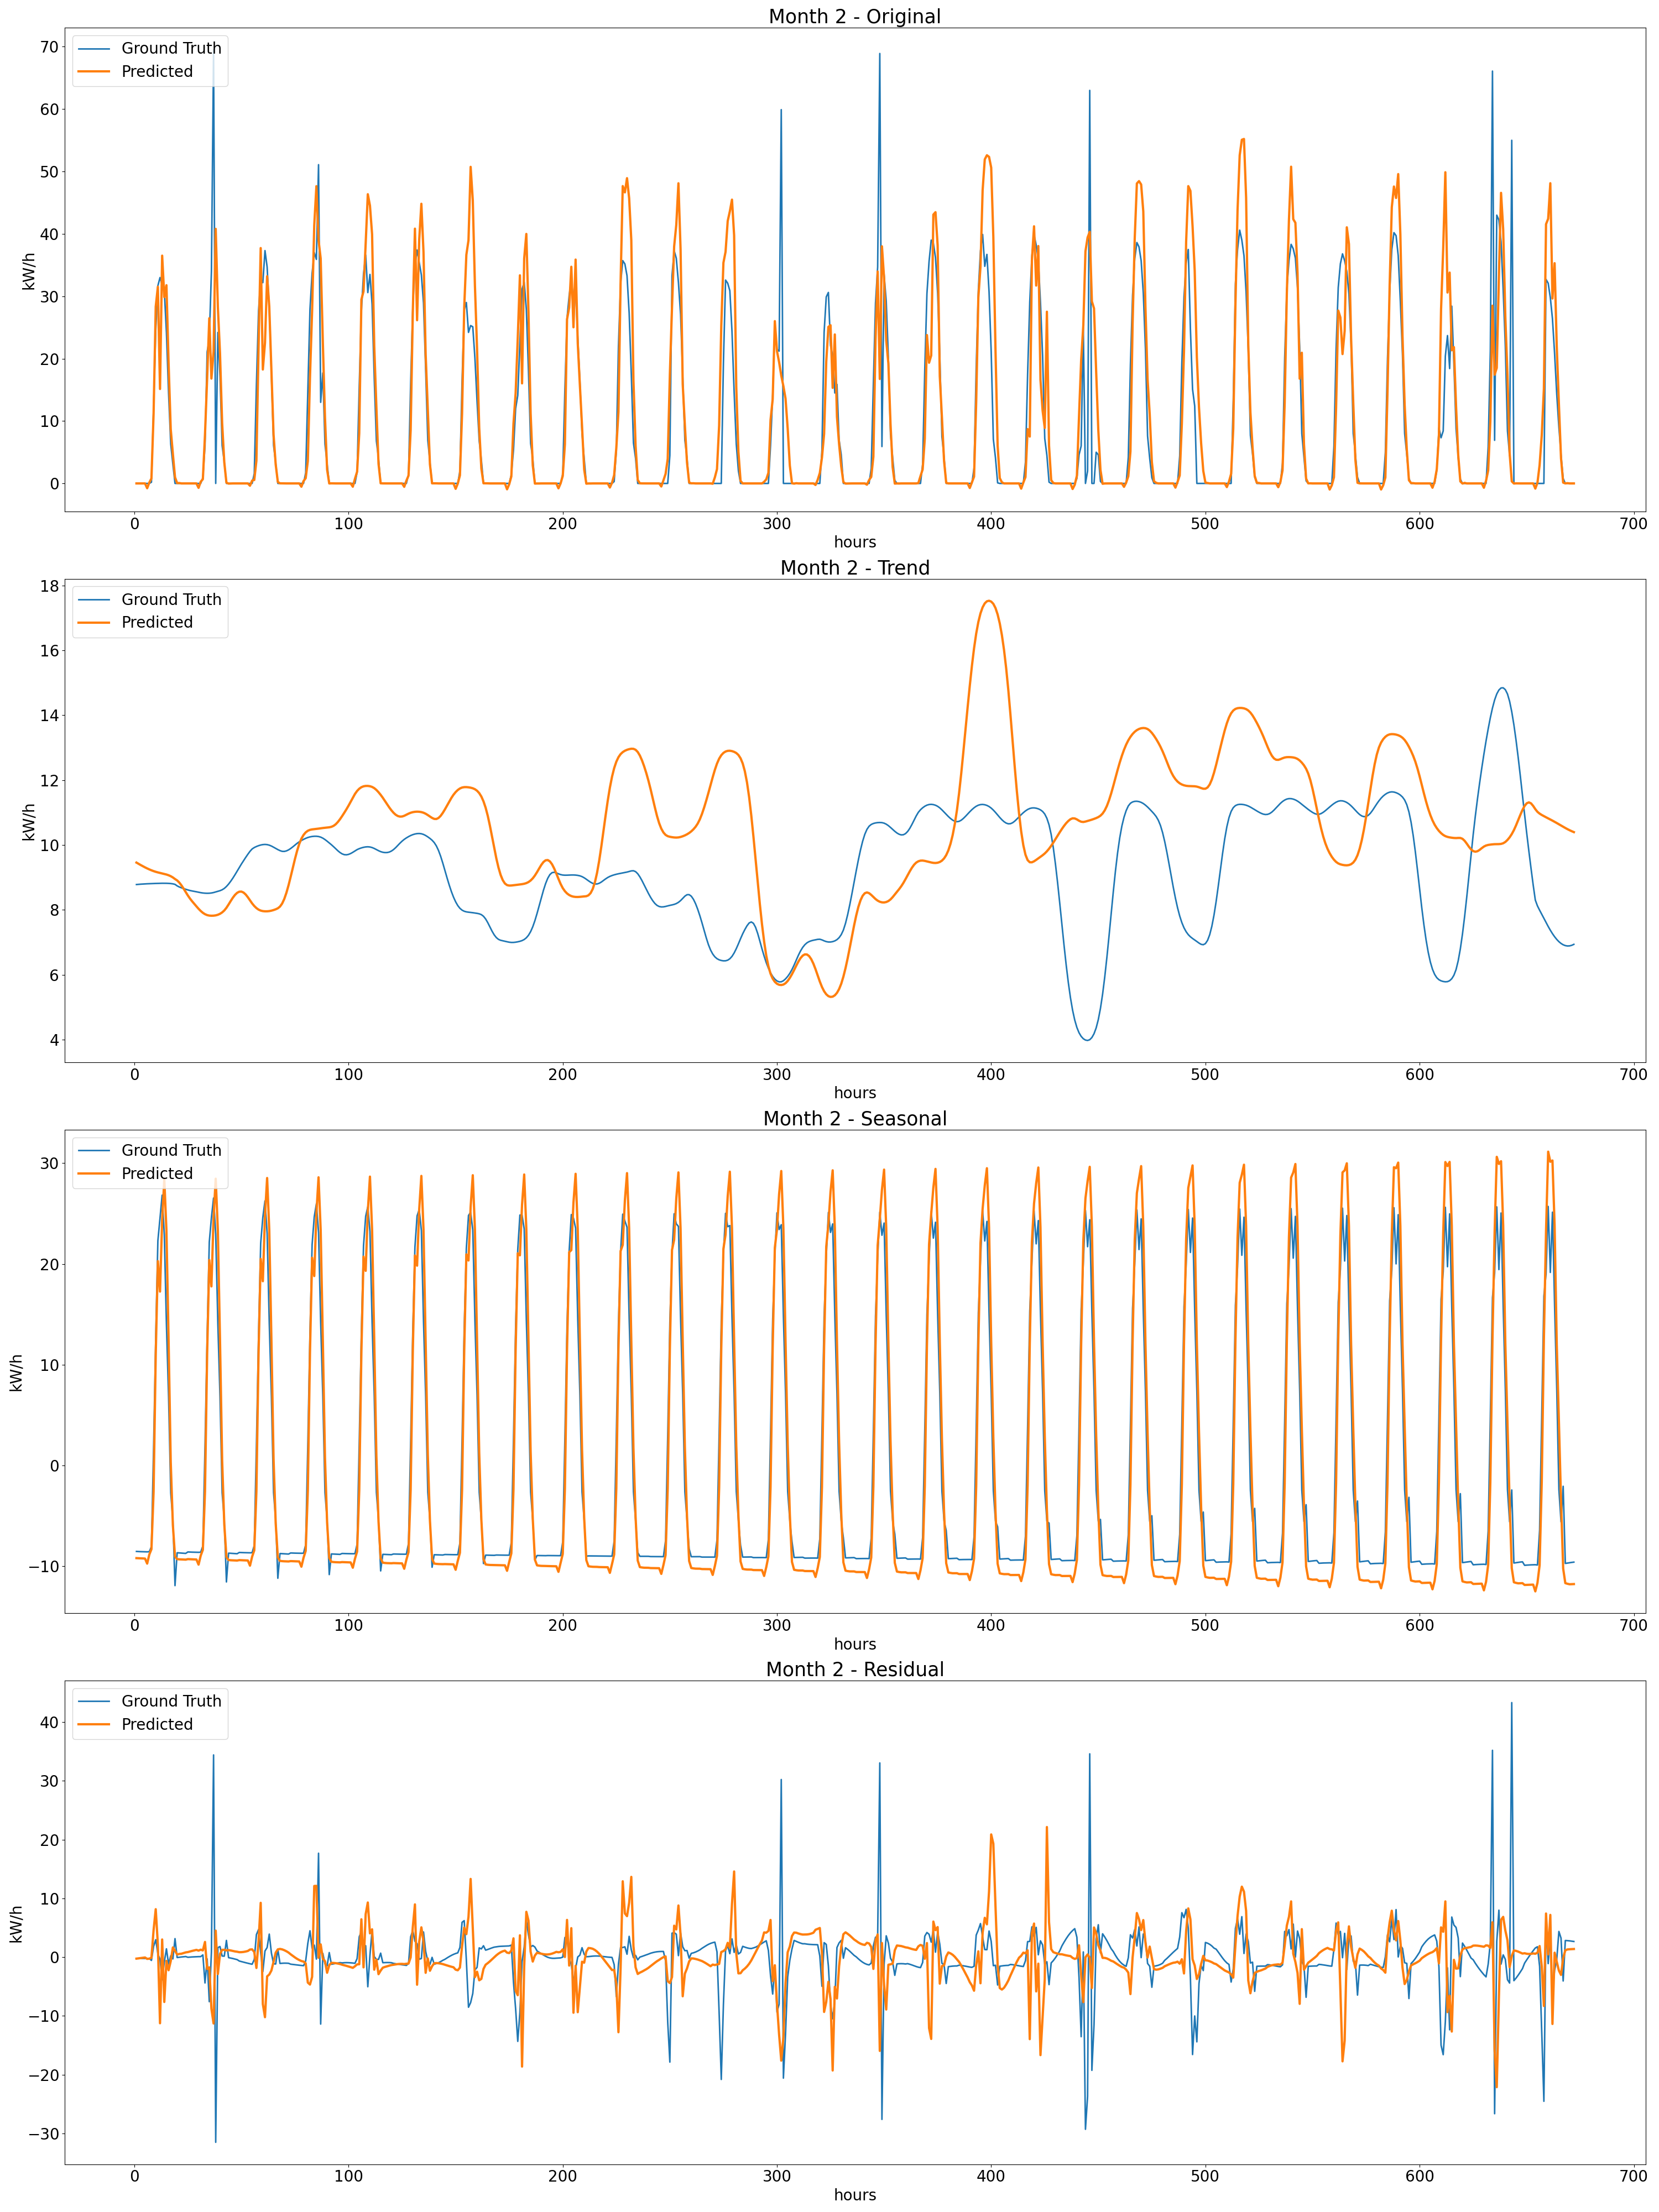 Month 2 - Original
Ground Truth
Predicted
kW/h
70
60
50
40
30
20
10
0
0 100 200 300 400 500 600 700
hours
Month 2 - Trend
Ground Truth
Predicted
kW/h
18
16
14
12
10
8
6
4
0 100 200 300 400 500 600 700
hours
Month 2 - Seasonal
Ground Truth
Predicted
kW/h
30
20
10
0
−10
0 100 200 300 400 500 600 700
hours
Month 2 - Residual
Ground Truth
Predicted
kW/h
40
30
20
10
0
−10
−20
−30
0 100 200 300 400 500 600 700
hours